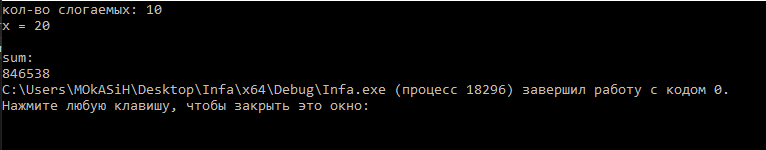 кол-во слогаемых: 10
x = 20
sum:
846538
C:\Users\MOkASiH\Desktop\Infa\x64\Debug\Infa.exe (процесс 18296) завершил работу с кодом 0.
Нажмите любую клавишу, чтобы закрыть это окно: